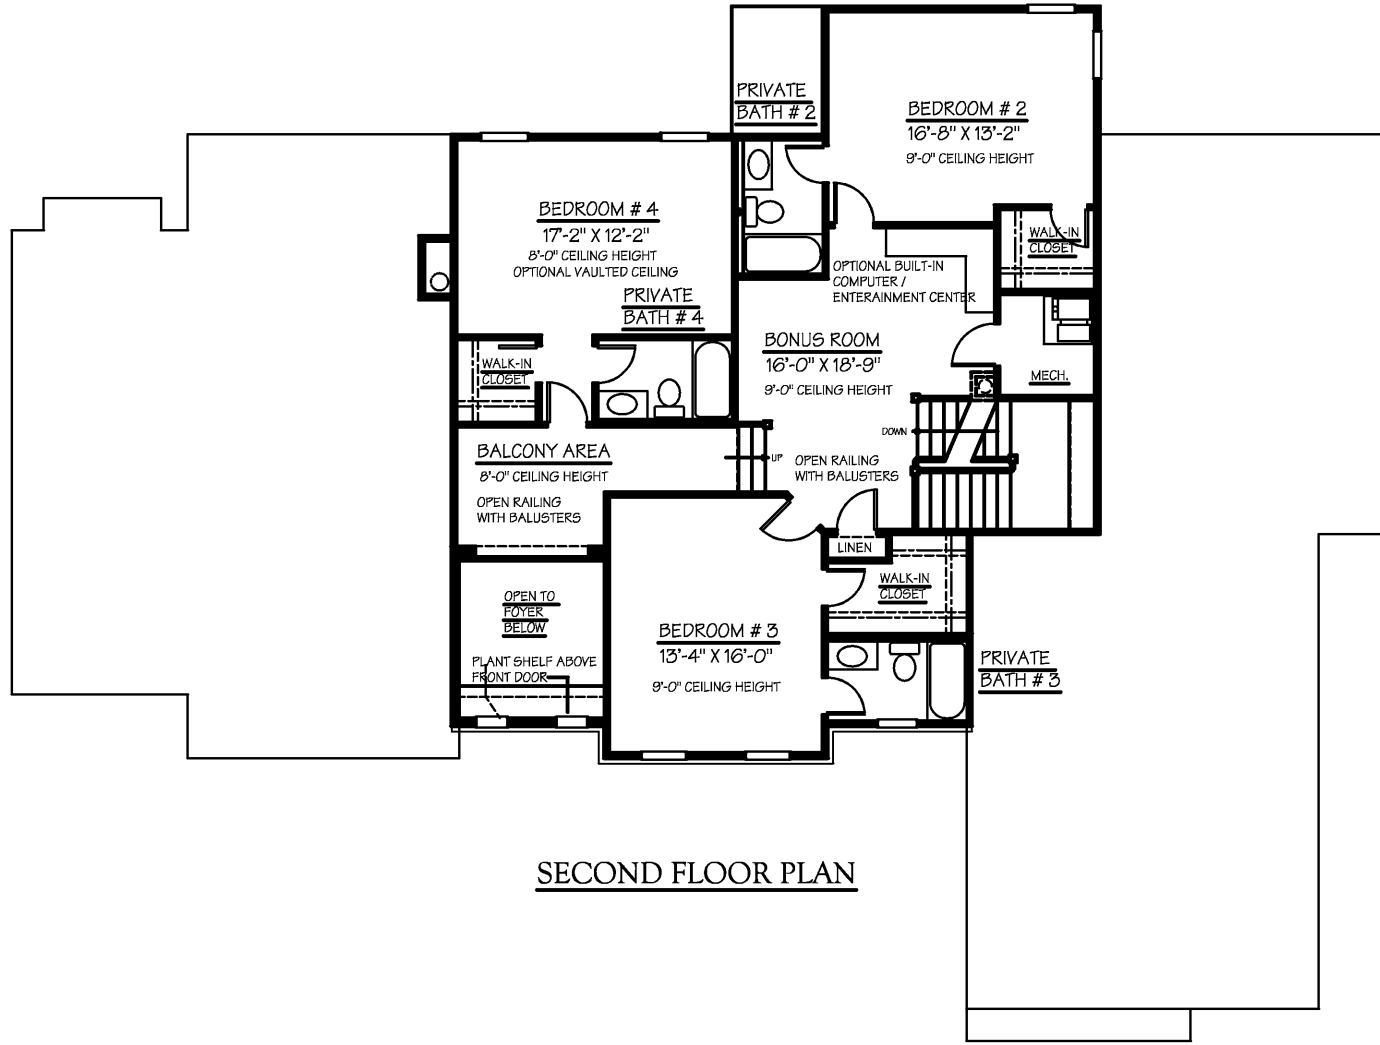 PRIVATE
BATH # 2
BEDROOM # 2
16'-8" X 13'-2"
9'-0" CEILING HEIGHT
BEDROOM # 4
17'-2" X 12'-2"
8'-0" CEILING HEIGHT
OPTIONAL VAULTED CEILING
PRIVATE
BATH # 4
WALK-IN
CLOSET
OPTIONAL BUILT-IN
COMPUTER /
ENTERAINMENT CENTER
BONUS ROOM
16'-0" X 18'-9"
9'-0" CEILING HEIGHT
MECH.
WALK-IN
CLOSET
DOWN
BALCONY AREA
8'-0" CEILING HEIGHT
OPEN RAILING
WITH BALUSTERS
UP
OPEN RAILING
WITH BALUSTERS
LINEN
WALK-IN
CLOSET
OPEN TO
FOYER
BELOW
PLANT SHELF ABOVE
FRONT DOOR
BEDROOM # 3
13'-4" X 16'-0"
9'-0" CEILING HEIGHT
PRIVATE
BATH # 3
SECOND FLOOR PLAN